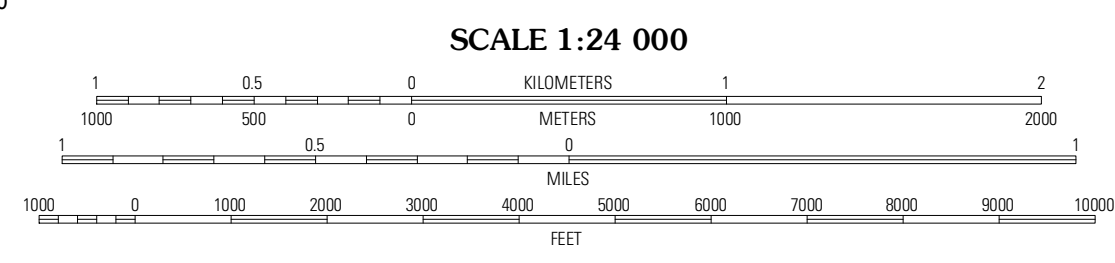 SCALE 1:24 000
1 0.5 0 KILOMETERS 1 2
1000 500 0 METERS 1000 2000
1 0.5 0 1
MILES
1000 0 1000 2000 3000 4000 5000 6000 7000 8000 9000 10000
FEET